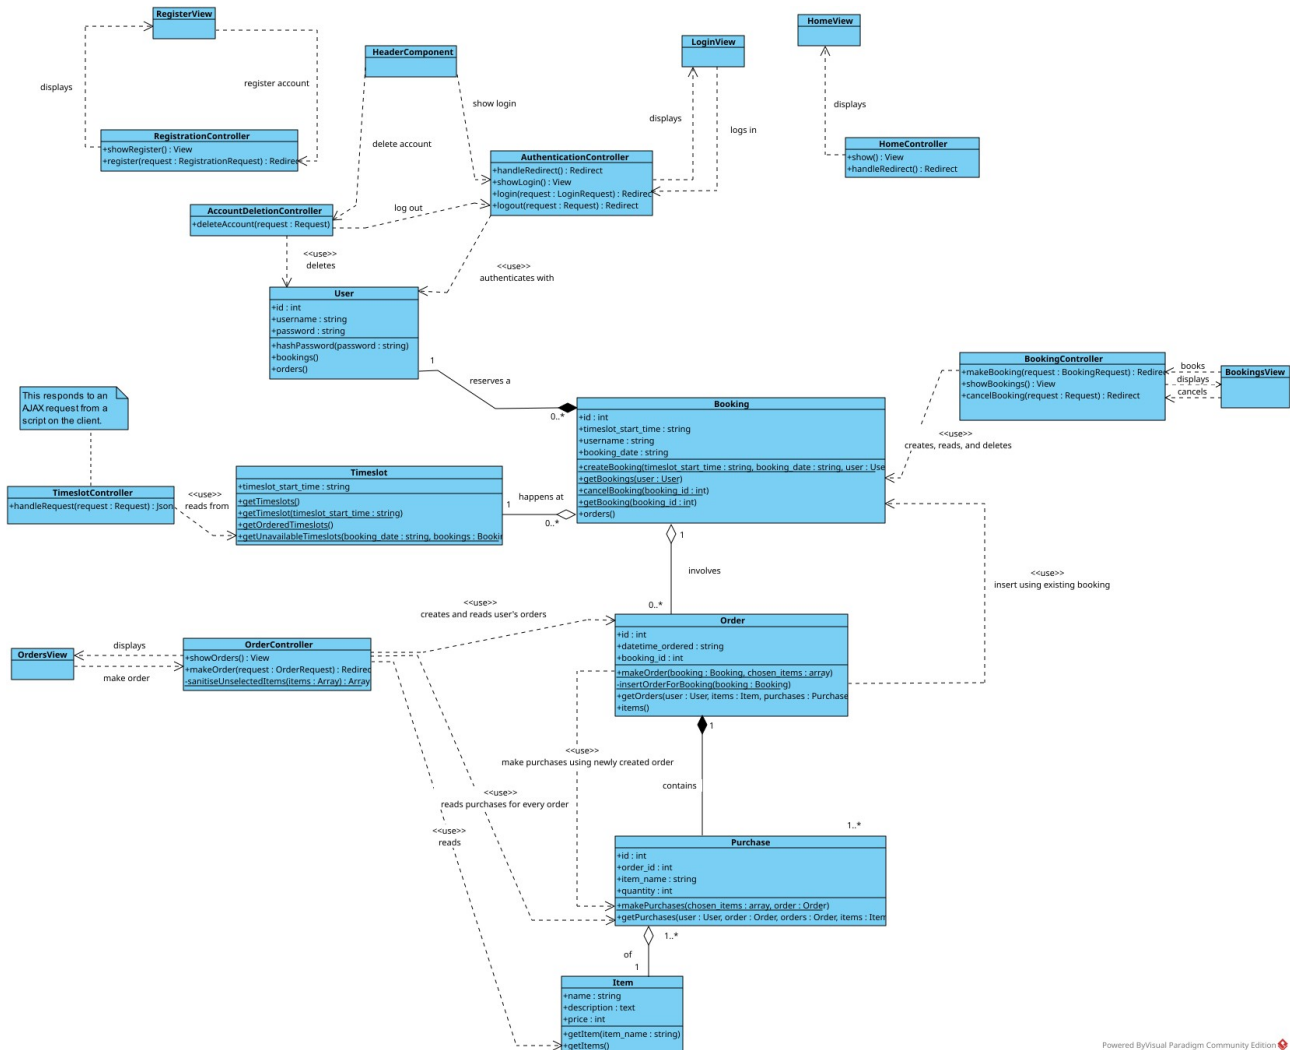 RegisterView
HomeView
HeaderComponent
LoginView
displays
register account
show login
displays
logs in
displays
delete account
RegistrationController
+showRegister() : View
+register(request : RegistrationRequest) : Redirec
AuthenticationController
+handleRedirect() : Redirect
+showLogin() : View
+login(request : LoginRequest) : Redirec
+logout(request : Request) : Redirect
HomeController
+show() : View
+handleRedirect() : Redirect
AccountDeletionController
+deleteAccount(request : Request)
log out
<<use>>
deletes
<<use>>
authenticates with
User
+id : int
+username : string
+password : string
+hashPassword(password : string)
+bookings()
+orders()
1
reserves a
0..*
This responds to an
AJAX request from a
script on the client.
Booking
+id : int
+timeslot_start_time : string
+username : string
+booking_date : string
+createBooking(timeslot_start_time : string, booking_date : string, user : Use
+getBookings(user : User)
+cancelBooking(booking_id : int)
+getBooking(booking_id : int)
+orders()
BookingController
+makeBooking(request : BookingRequest) : Redirec
+showBookings() : View
+cancelBooking(request : Request) : Redirect
books
displays
cancels
BookingsView
<<use>>
creates, reads, and deletes
TimeslotController
+handleRequest(request : Request) : Json
<<use>>
reads from
Timeslot
+timeslot_start_time : string
+getTimeslots()
+getTimeslot(timeslot_start_time : string)
+getOrderedTimeslots()
+getUnavailableTimeslots(booking_date : string, bookings : Bookin
1
happens at
0..*
1
involves
0..*
<<use>>
insert using existing booking
<<use>>
creates and reads user's orders
OrdersView
displays
make order
OrderController
+showOrders() : View
+makeOrder(request : OrderRequest) : Redirec
-sanitiseUnselectedItems(items : Array) : Array
Order
+id : int
+datetime_ordered : string
+booking_id : int
+makeOrder(booking : Booking, chosen_items : array)
-insertOrderForBooking(booking : Booking)
+getOrders(user : User, items : Item, purchases : Purchase
+items()
1
<<use>>
make purchases using newly created order
contains
<<use>>
reads purchases for every order
<<use>>
reads
1..*
Purchase
+id : int
+order_id : int
+item_name : string
+quantity : int
+makePurchases(chosen_items : array, order : Order)
+getPurchases(user : User, order : Order, orders : Order, items : Item
1..*
of
1
Item
+name : string
+description : text
+price : int
+getItem(item_name : string)
+getItems()
Powered ByVisual Paradigm Community Edition